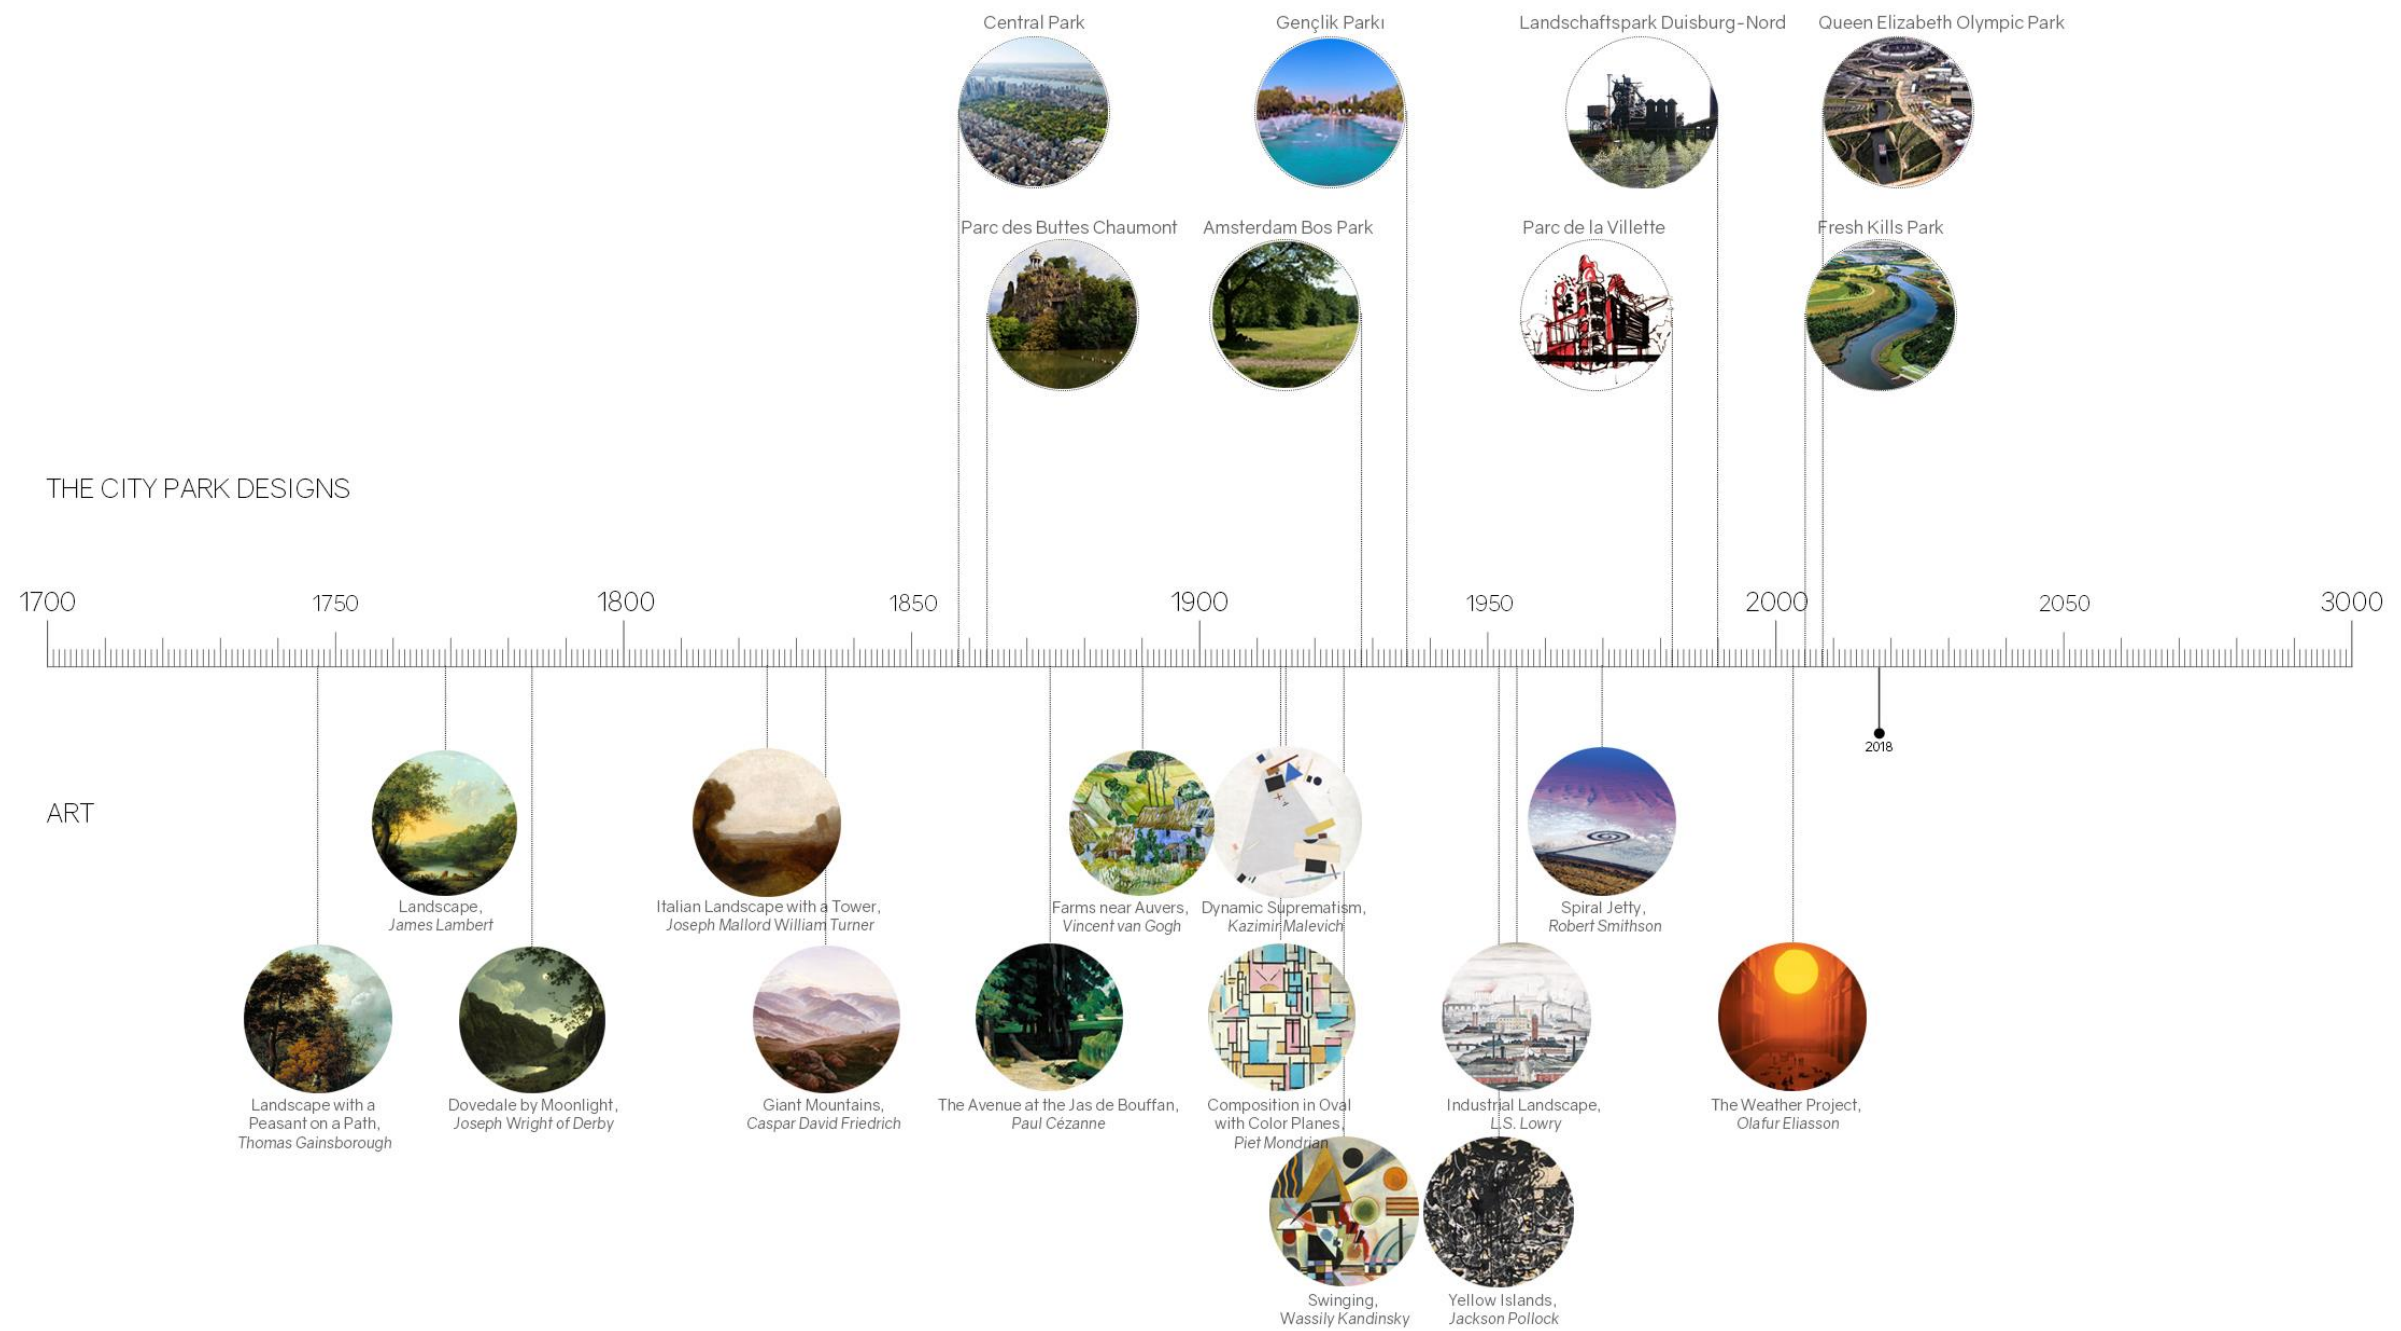 Central Park
Gençlik Parkı
Landschaftspark Duisburg-Nord
Queen Elizabeth Olympic Park
Parc des Buttes Chaumont
Amsterdam Bos Park
Parc de la Villette
Fresh Kills Park
THE CITY PARK DESIGNS
1700
1750
1800
1850
1900
1950
2000
2050
3000
2018
ART
Landscape,
James Lambert
Italian Landscape with a Tower,
Joseph Mallord William Turner
Farms near Auvers,
Vincent van Gogh
Dynamic Suprematism,
Kazimir Malevich
Spiral Jetty,
Robert Smithson
Landscape with a
Peasant on a Path,
Thomas Gainsborough
Dovedale by Moonlight,
Joseph Wright of Derby
Giant Mountains,
Caspar David Friedrich
The Avenue at the Jas de Bouffan,
Paul Cézanne
Composition in Oval
with Color Planes,
Piet Mondrian
Industrial Landscape,
L.S. Lowry
The Weather Project,
Olafur Eliasson
Swinging,
Wassily Kandinsky
Yellow Islands,
Jackson Pollock